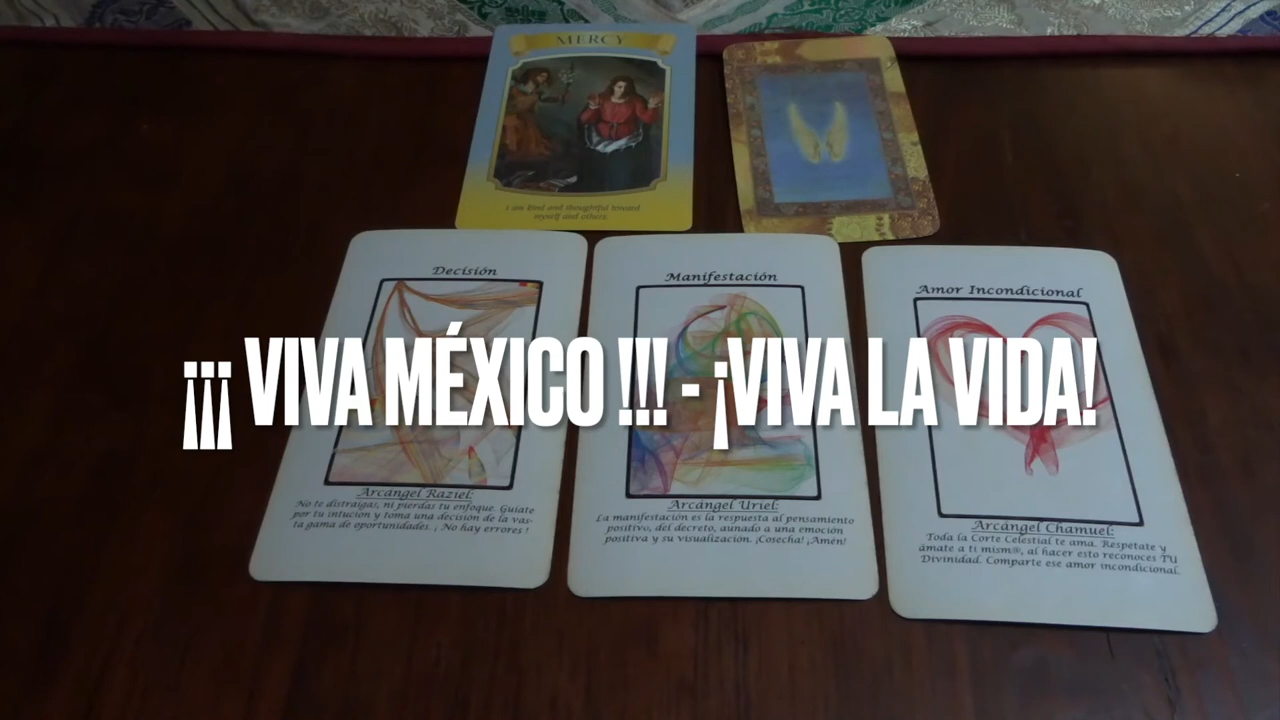 MERCY
I am kind and thoughtful toward
myself and others.
Decisión
Manifestación
Amor Incondicional
¡¡¡ VIVA MÉXICO !!! - ¡VIVA LA VIDA!
Arcángel Raziel:
No te distraigas, ni pierdas tu enfoque. Guíate
por tu intución y toma una decisión de la vas-
ta gama de oportunidades. ¡ No hay errores !
Arcángel Uriel:
La manifestación es la respuesta al pensamiento
positivo, del decreto, aunado a una emoción
positiva y su visualización. ¡Cosecha! ¡Amén!
Arcángel Chamuel:
Toda la Corte Celestial te ama. Respetate y
ámate a ti mism@, al hacer esto reconoces TU
Divinidad. Comparte ese amor incondicional.